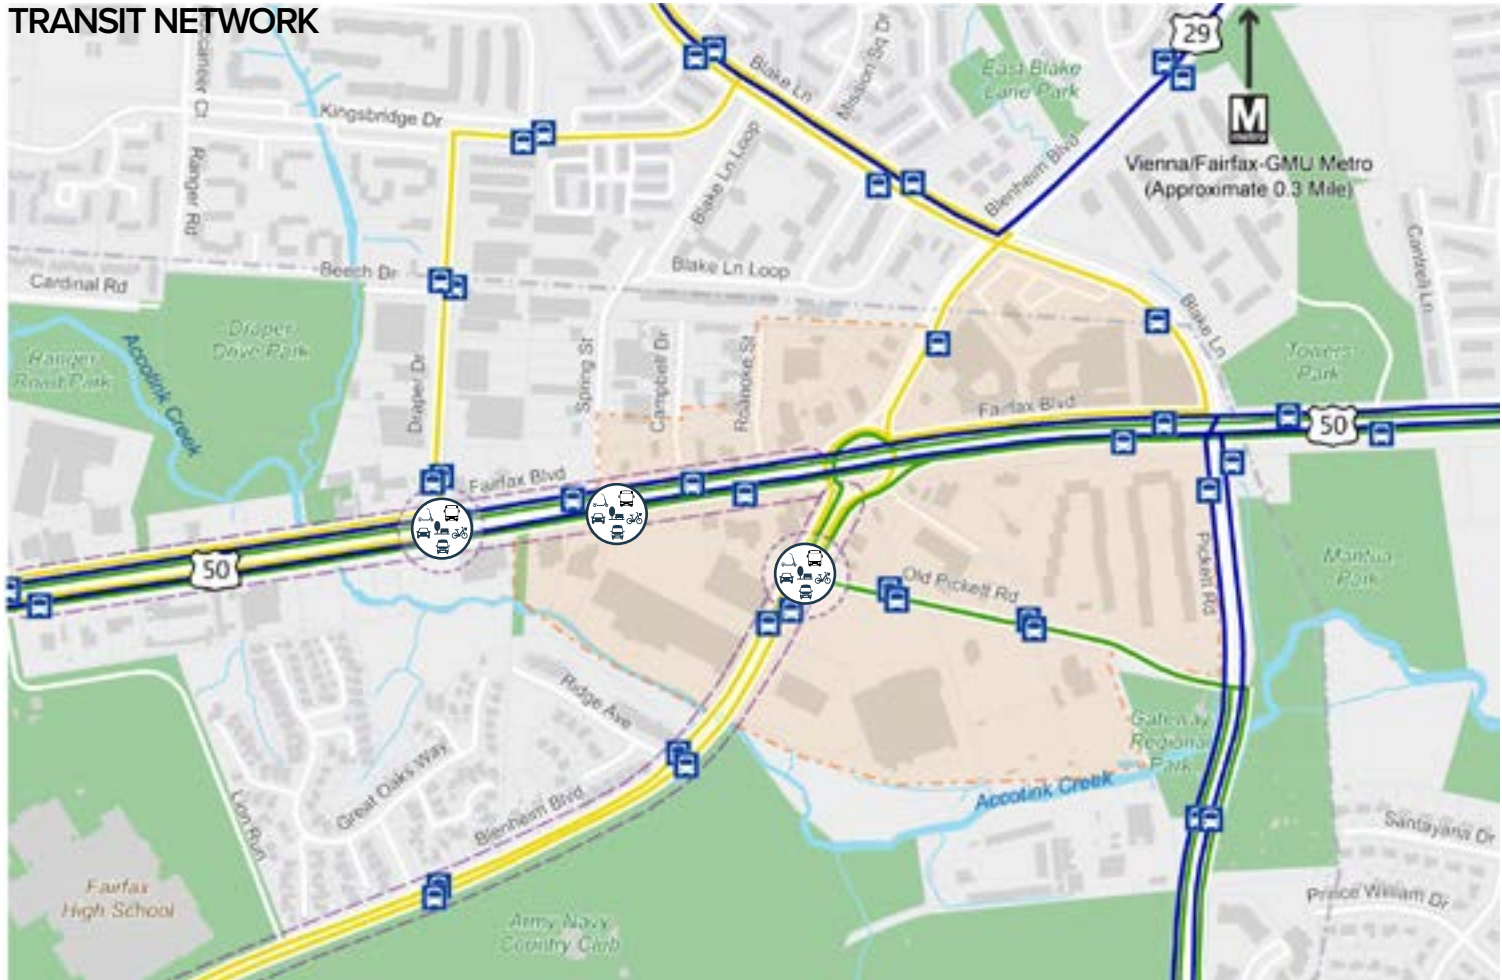 TRANSIT NETWORK
29
Blake Ln
Mission Sq Dr
East Blake
Lane Park
M
metro
Kingsbridge Dr
Ranger Rd
Blake Ln Loop
Blenheim Blvd
Vienna/Fairfax-GMU Metro
(Approximate 0.3 Mile)
Cantrell Ln
Cardinal Rd
Beech Dr
Blake Ln Loop
Draper
Drive Park
Accotink Creek
Ranger
Road Park
Draper Dr
Spring St
Campbell Dr
Roanoke St
Blake Ln
Towers
Park
Fairfax Blvd
50
Fairfax Blvd
50
Old Pickett Rd
Pickett Rd
Mantua
Park
Ridge Ave
Great Oaks Way
Lion Run
Blenheim Blvd
Gateway
Regional
Park
Accotink Creek
Santayana Dr
Prince William Dr
Fairfax
High School
Army Navy
Country Club